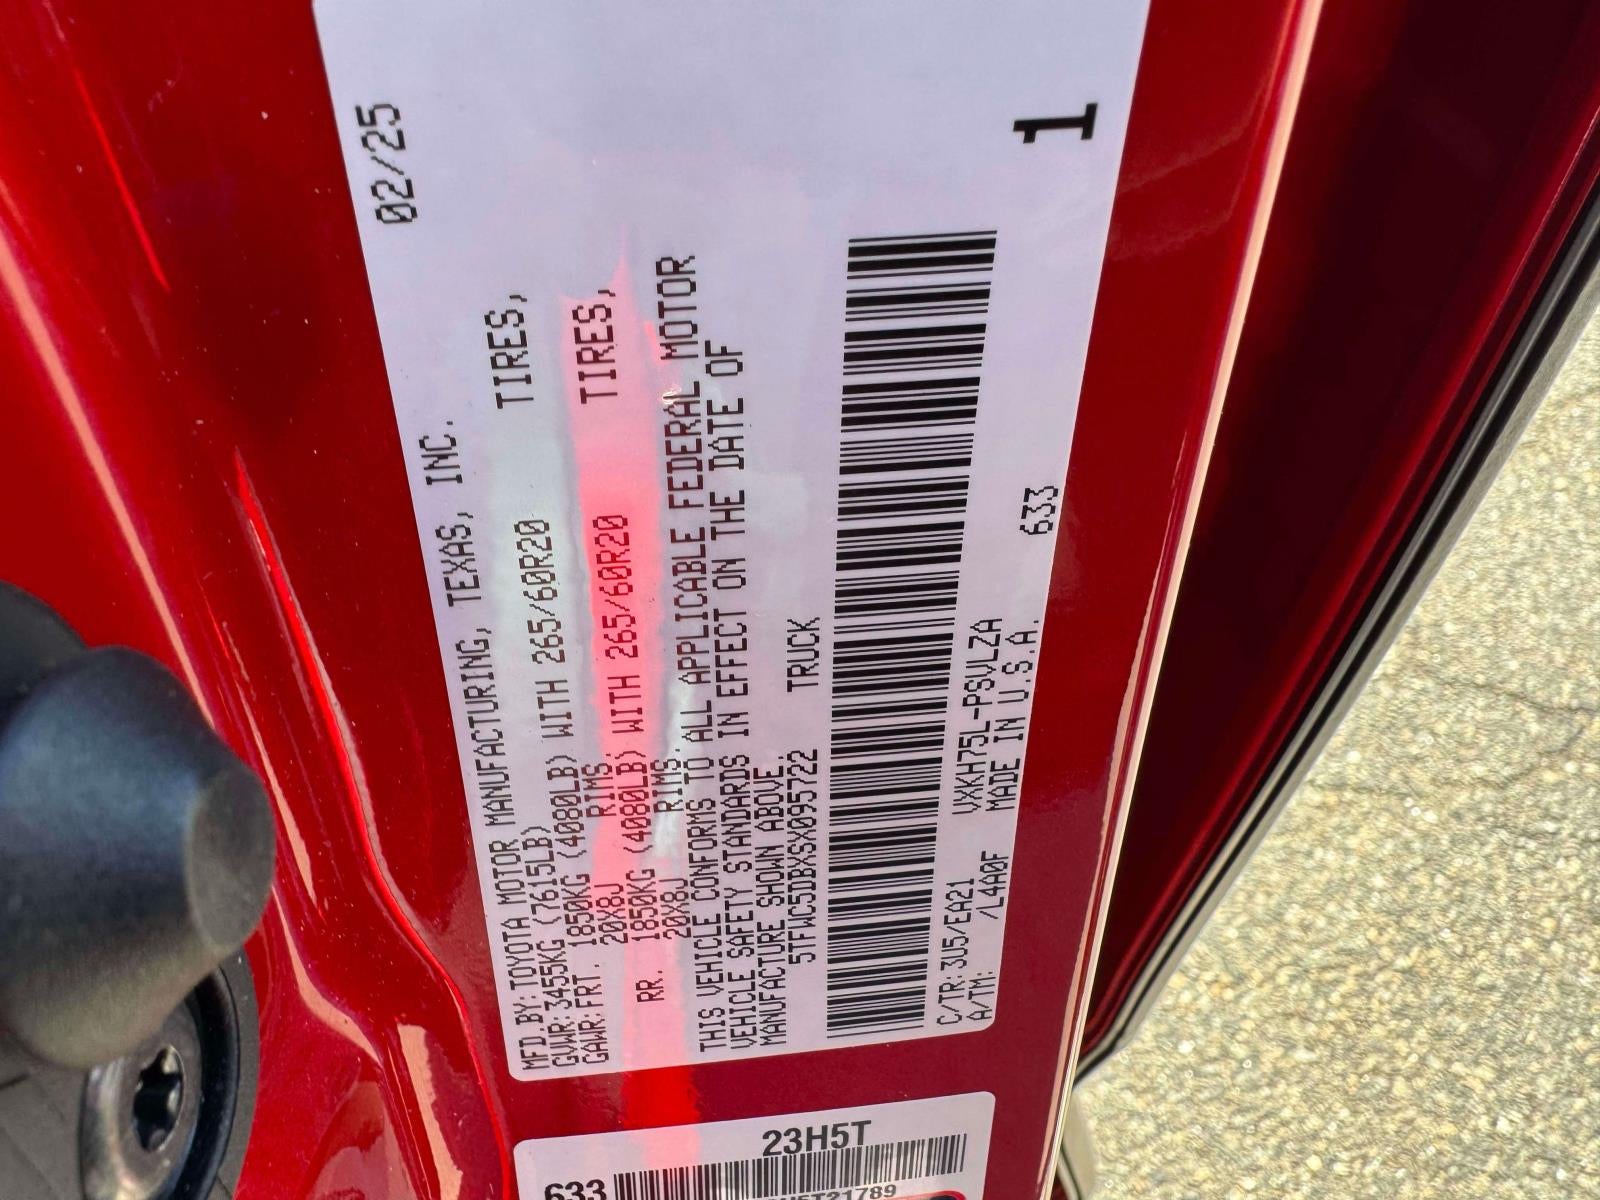 MFD.BY:TOYOTA MOTOR MANUFACTURING, TEXAS, INC. 02/25
GVWR:3455KG (7615LB)
GAWR:FRT. 1850KG (4080LB) WITH 265/60R20 TIRES,
20X8J RIMS
RR. 1850KG (4080LB) WITH 265/60R20 TIRES,
20X8J RIMS.
THIS VEHICLE CONFORMS TO ALL APPLICABLE FEDERAL MOTOR
VEHICLE SAFETY STANDARDS IN EFFECT ON THE DATE OF
MANUFACTURE SHOWN ABOVE.
5TFWC5DBXSX095722 TRUCK
C/TR:3U5/EA21 VXKH75L-PSVLZA 633 1
A/TM: /L4A0F MADE IN U.S.A.
23H5T
633